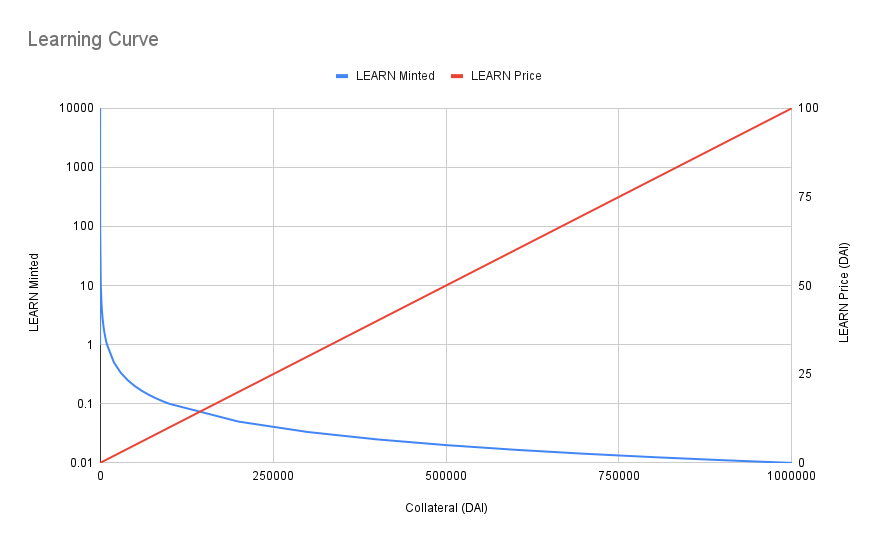 Learning Curve
LEARN Minted
LEARN Price
10000
1000
100
10
1
0.1
0.01
LEARN Minted
100
75
50
25
0
LEARN Price (DAI)
0
250000
500000
750000
1000000
Collateral (DAI)